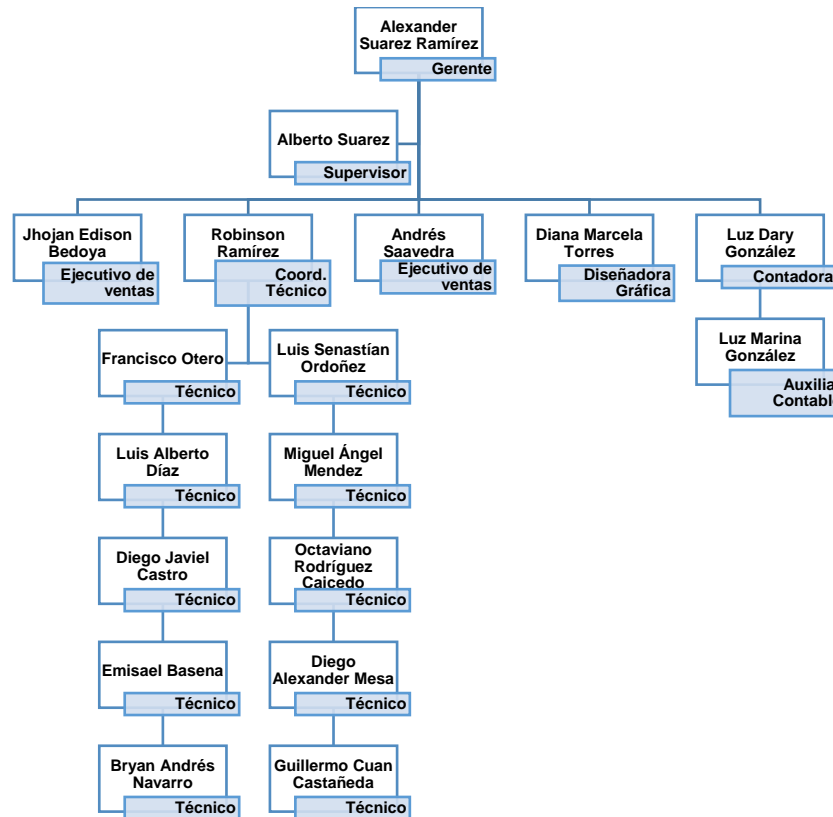 Alexander
Suarez Ramírez
Gerente
Alberto Suarez
Supervisor
Jhojan Edison
Bedoya
Ejecutivo de
ventas
Robinson
Ramírez
Coord.
Técnico
Andrés
Saavedra
Ejecutivo de
ventas
Diana Marcela
Torres
Diseñadora
Gráfica
Luz Dary
González
Contadora
Luz Marina
González
Auxilia
Contabl
Francisco Otero
Técnico
Luis Senastían
Ordoñez
Técnico
Luis Alberto
Díaz
Técnico
Miguel Ángel
Mendez
Técnico
Diego Javiel
Castro
Técnico
Octaviano
Rodríguez
Caicedo
Técnico
Emisael Basena
Técnico
Diego
Alexander Mesa
Técnico
Bryan Andrés
Navarro
Técnico
Guillermo Cuan
Castañeda
Técnico